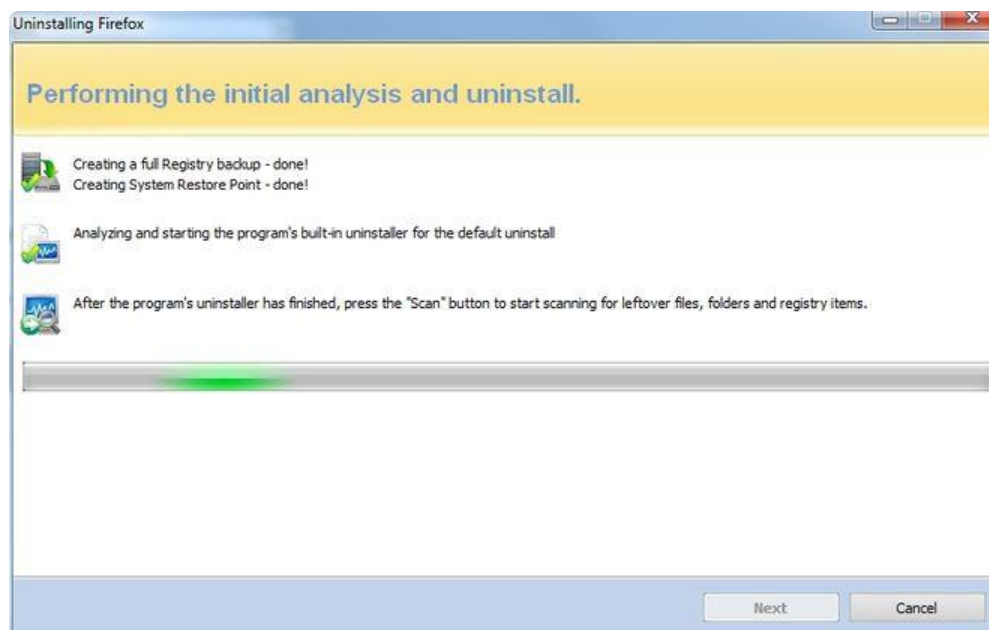 Uninstalling Firefox
Performing the initial analysis and uninstall.
Creating a full Registry backup - done!
Creating System Restore Point - done!
Analyzing and starting the program's built-in uninstaller for the default uninstall
After the program's uninstaller has finished, press the "Scan" button to start scanning for leftover files, folders and registry items.
Next
Cancel